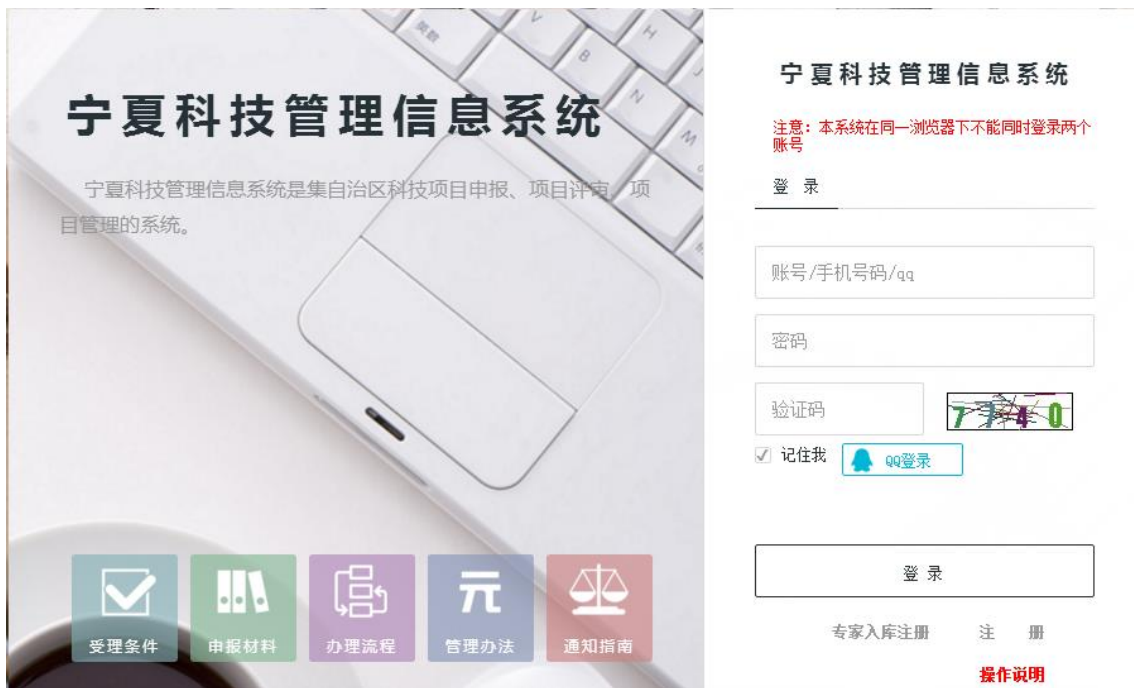 宁夏科技管理信息系统
宁夏科技管理信息系统是集自治区科技项目申报、项目评审、项
目管理的系统。
受理条件
申报材料
办理流程
管理办法
通知指南
宁夏科技管理信息系统
注意：本系统在同一浏览器下不能同时登录两个
账号
登 录
账号/手机号码/qq
密码
验证码
7740
记住我
QQ登录
登 录
专家入库注册 注 册
操作说明